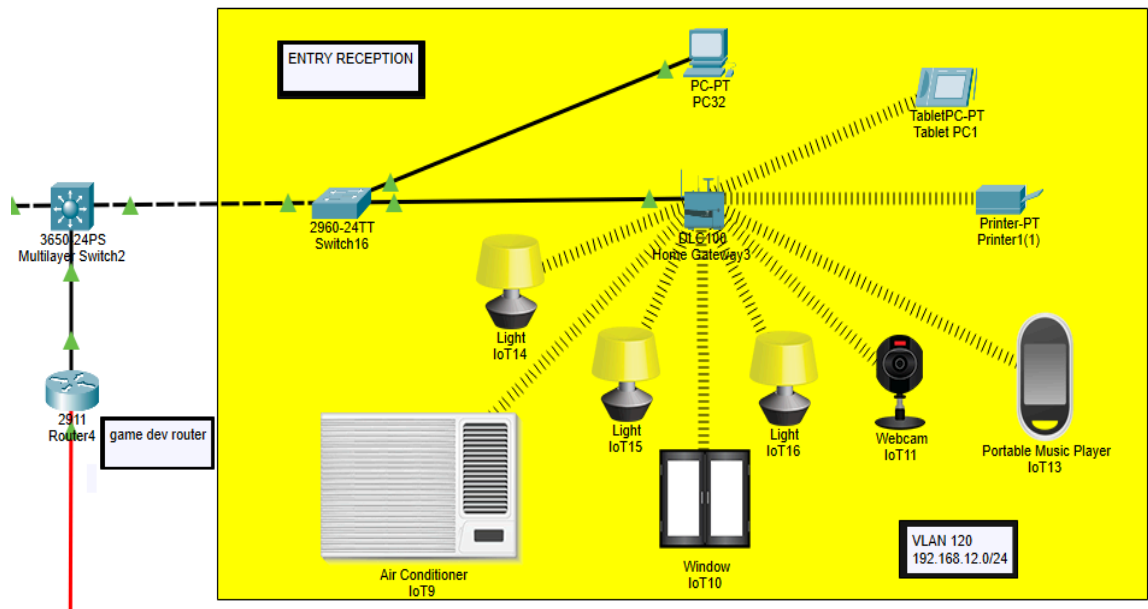 ENTRY RECEPTION
PC-PT
PC32
TabletPC-PT
Tablet PC1
3650-24PS
Multilayer Switch2
2960-24TT
Switch16
DLC100
Home Gateway3
Printer-PT
Printer1(1)
Light
IoT14
2911
Router4
game dev router
Light
IoT15
Light
IoT16
Webcam
IoT11
Portable Music Player
IoT13
Air Conditioner
IoT9
Window
IoT10
VLAN 120
192.168.12.0/24